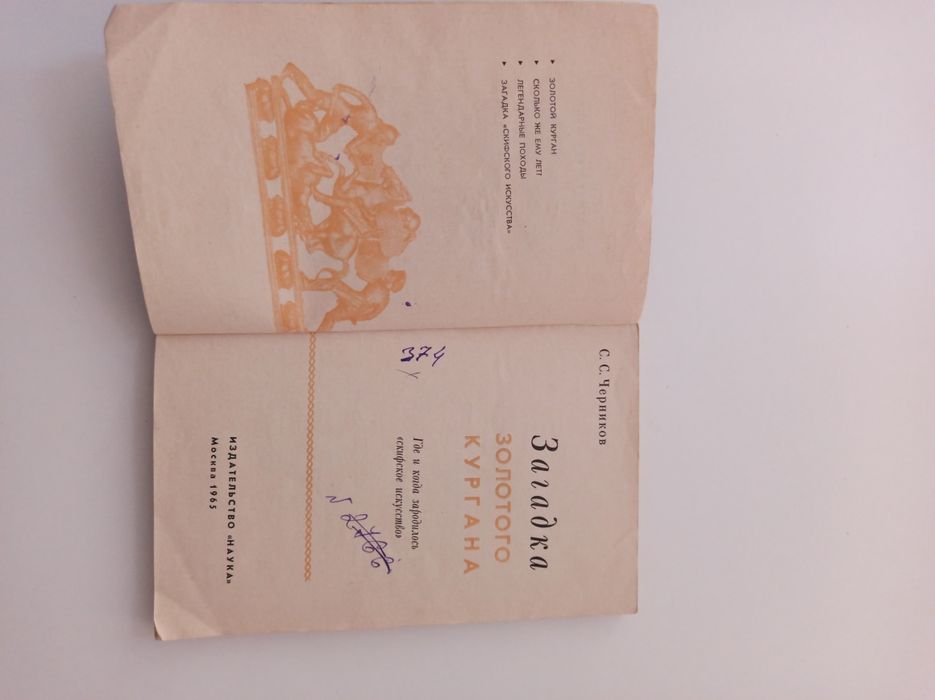 ▸ ЗОЛОТОЙ КУРГАН
▸ СКОЛЬКО ЖЕ ЕМУ ЛЕТ?
▸ ЛЕГЕНДАРНЫЕ ПОХОДЫ
▸ ЗАГАДКА «СКИФСКОГО ИСКУССТВА»
С. С. Черников
Загадка
ЗОЛОТОГО
КУРГАНА
374
Где и когда зародилось
«скифское искусство»
ИЗДАТЕЛЬСТВО «НАУКА»
Москва 1965